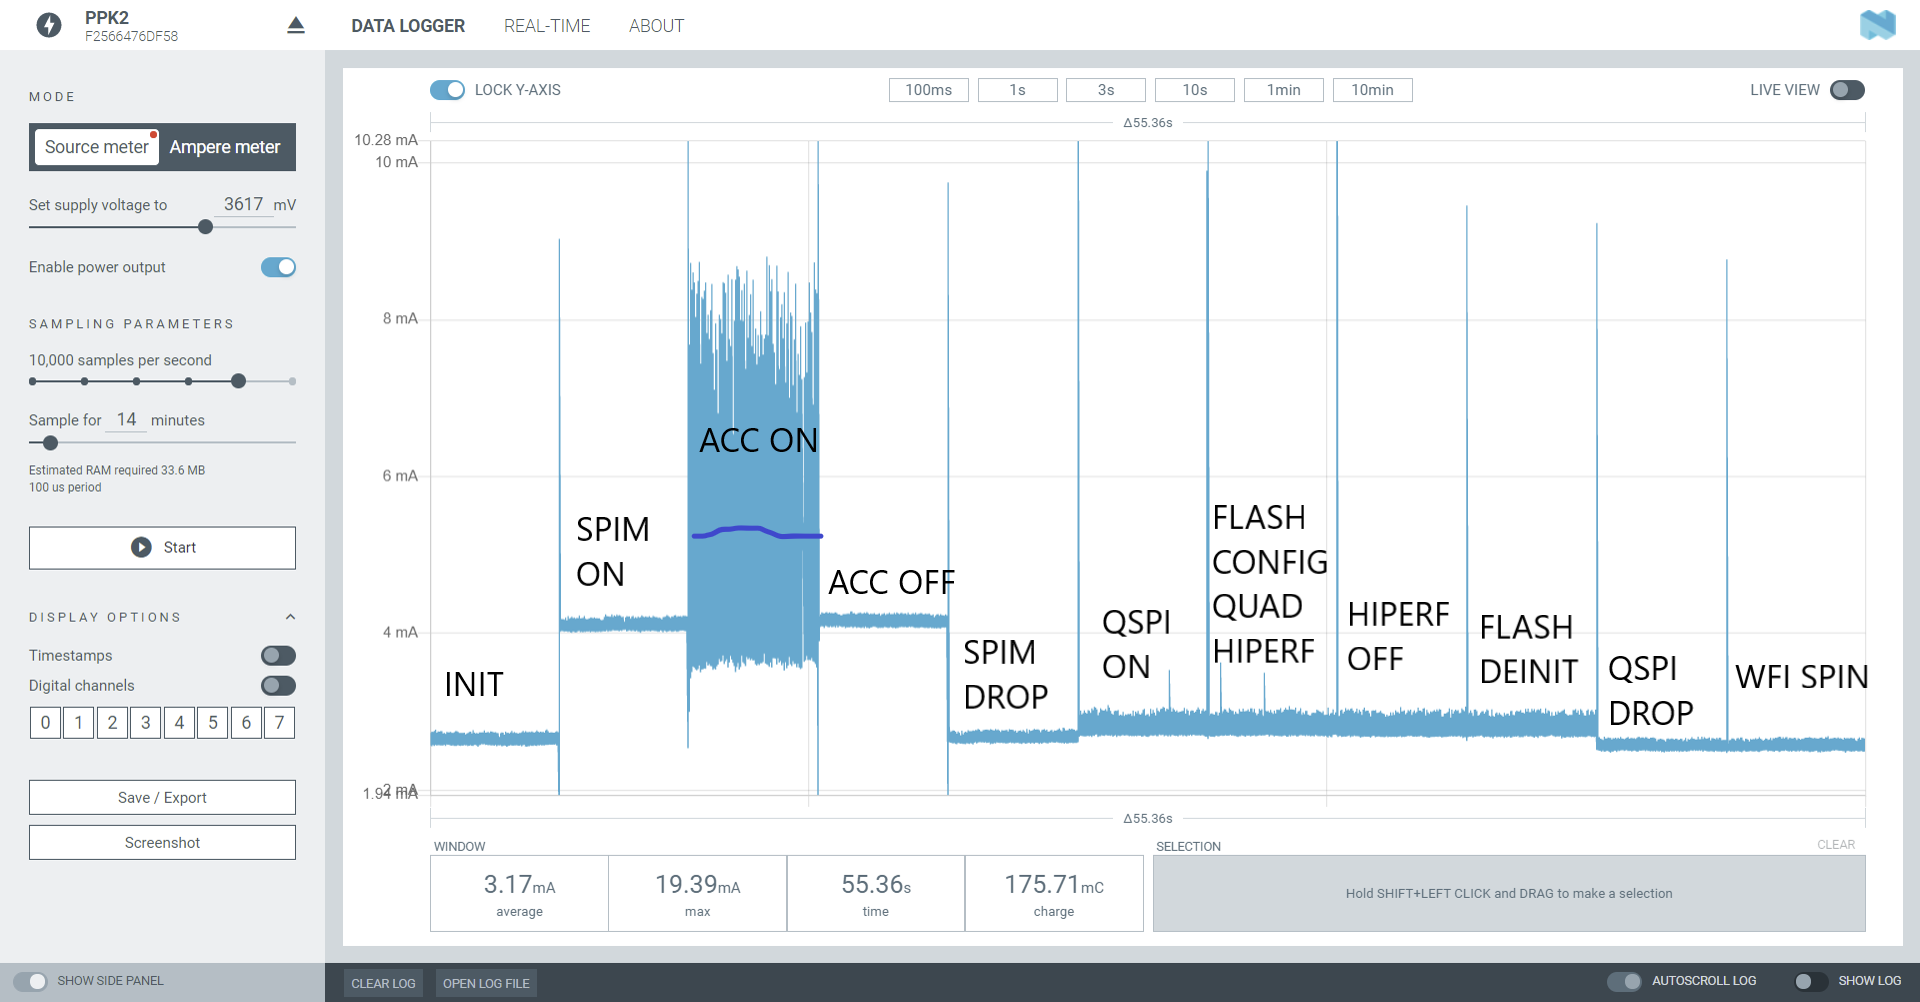 PPK2
F2566476DF58
DATA LOGGER
REAL-TIME
ABOUT
MODE
Source meter
Ampere meter
Set supply voltage to 3617 mV
Enable power output
SAMPLING PARAMETERS
10,000 samples per second
Sample for 14 minutes
Estimated RAM required 33.6 MB
100 us period
Start
DISPLAY OPTIONS
Timestamps
Digital channels
0 1 2 3 4 5 6 7
Save / Export
Screenshot
SHOW SIDE PANEL
LOCK Y-AXIS
100ms
1s
3s
10s
1min
10min
LIVE VIEW
Δ55.36s
10.28 mA
10 mA
8 mA
6 mA
4 mA
2 mA
1.94 mA
INIT
SPIM
ON
ACC ON
ACC OFF
SPIM
DROP
QSPI
ON
FLASH
CONFIG
QUAD
HIPERF
HIPERF
OFF
FLASH
DEINIT
QSPI
DROP
WFI SPIN
Δ55.36s
WINDOW
3.17mA
average
19.39mA
max
55.36s
time
175.71mC
charge
SELECTION
CLEAR
Hold SHIFT+LEFT CLICK and DRAG to make a selection
CLEAR LOG
OPEN LOG FILE
AUTOSCROLL LOG
SHOW LOG